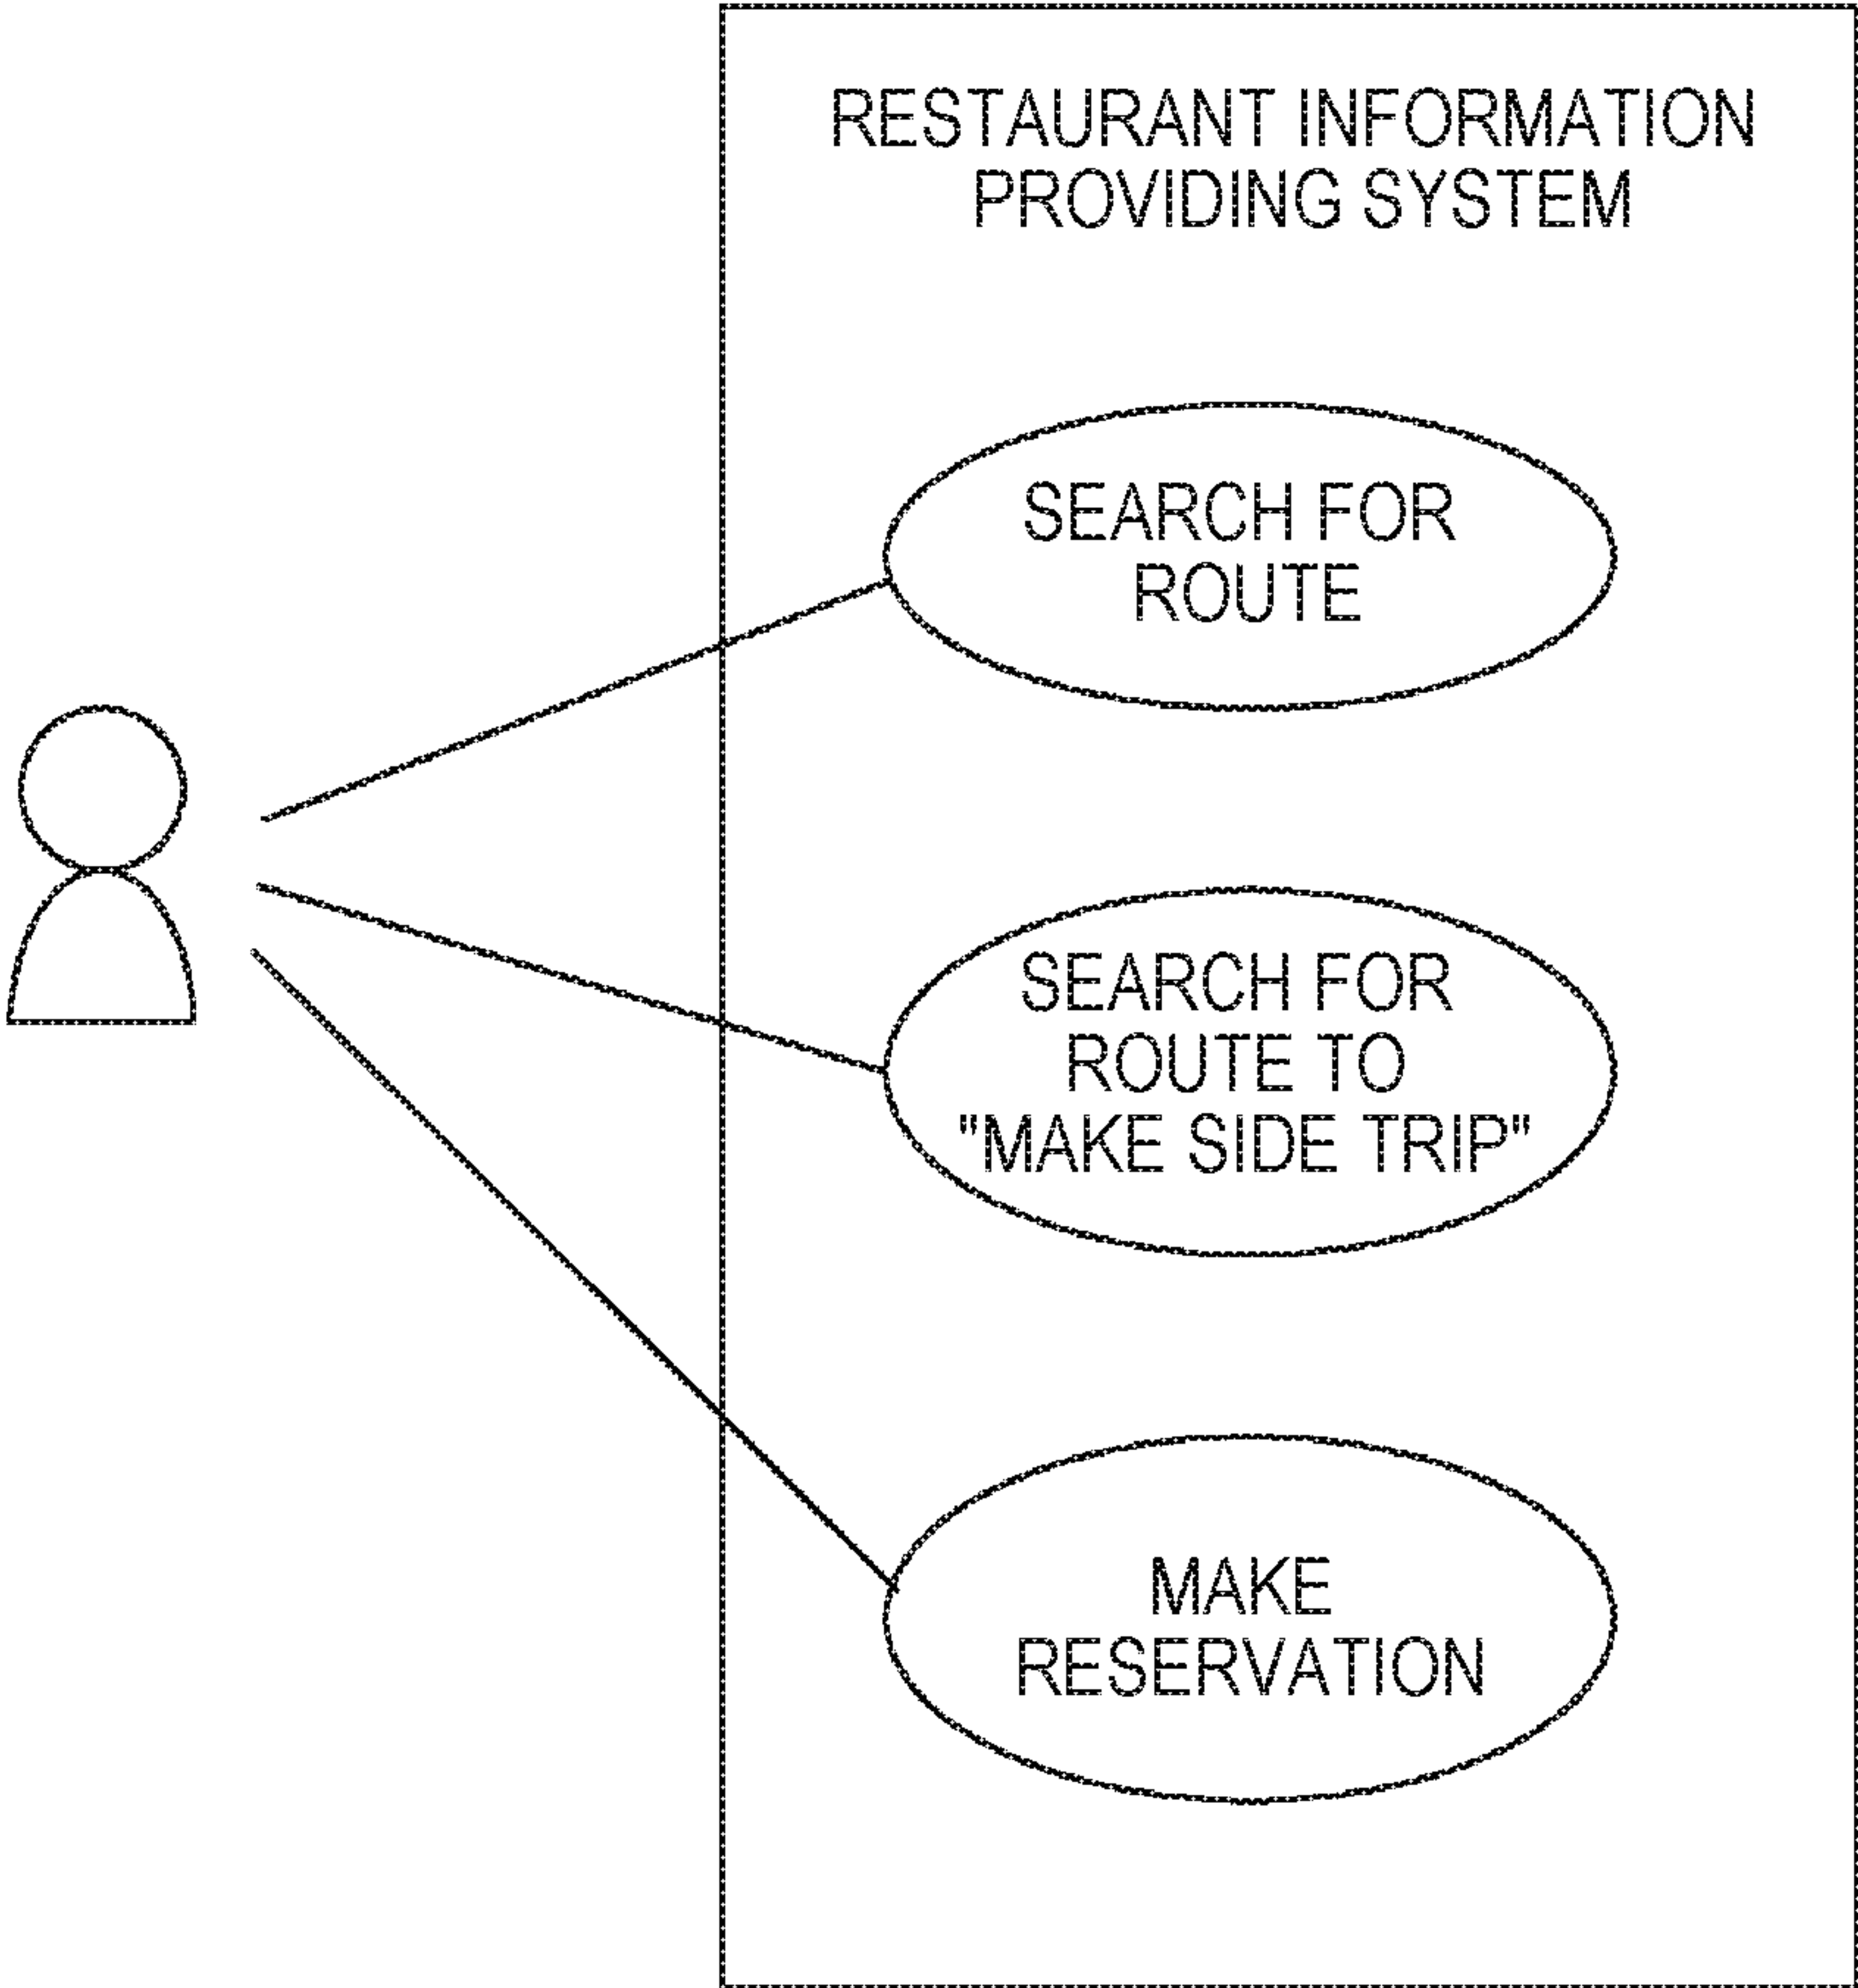 RESTAURANT INFORMATION
PROVIDING SYSTEM
SEARCH FOR
ROUTE
SEARCH FOR
ROUTE TO
"MAKE SIDE TRIP"
MAKE
RESERVATION